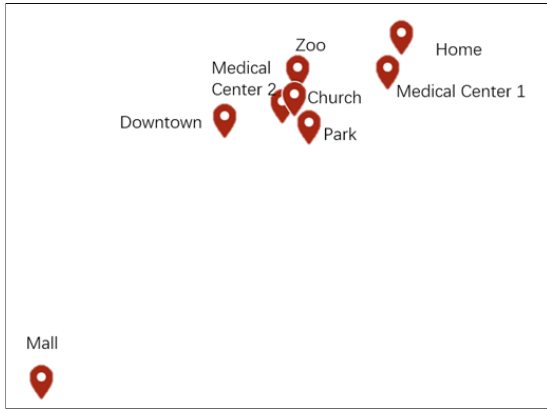 Zoo
Home
Medical
Center 2
Medical Center 1
Church
Downtown
Park
Mall